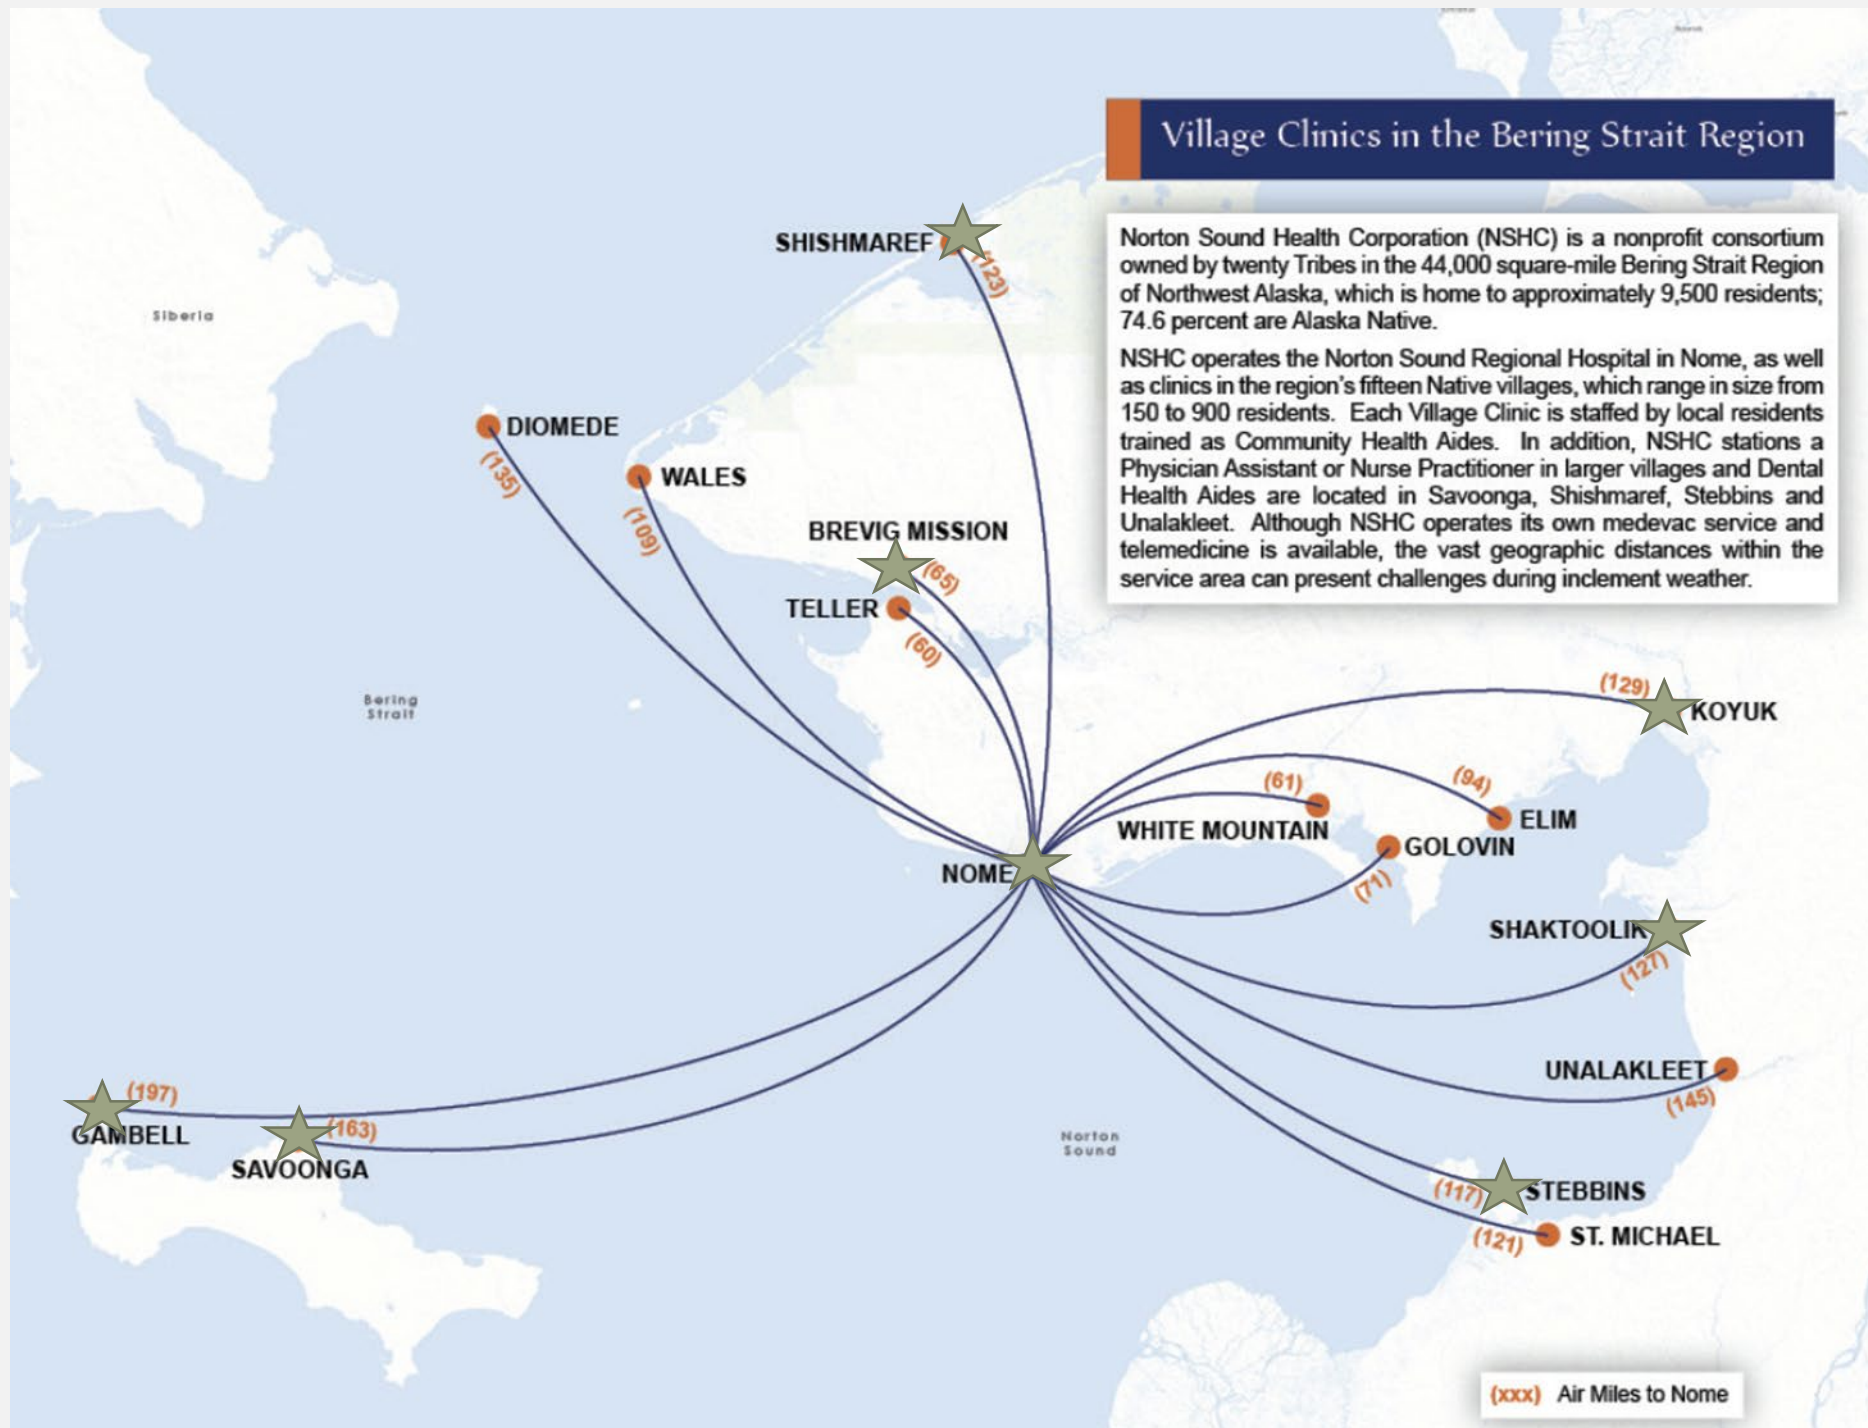 Village Clinics in the Bering Strait Region
Norton Sound Health Corporation (NSHC) is a nonprofit consortium
owned by twenty Tribes in the 44,000 square-mile Bering Strait Region
of Northwest Alaska, which is home to approximately 9,500 residents;
74.6 percent are Alaska Native.
NSHC operates the Norton Sound Regional Hospital in Nome, as well
as clinics in the region's fifteen Native villages, which range in size from
150 to 900 residents. Each Village Clinic is staffed by local residents
trained as Community Health Aides. In addition, NSHC stations a
Physician Assistant or Nurse Practitioner in larger villages and Dental
Health Aides are located in Savoonga, Shishmaref, Stebbins and
Unalakleet. Although NSHC operates its own medevac service and
telemedicine is available, the vast geographic distances within the
service area can present challenges during inclement weather.
SHISHMAREF
(123)
Siberia
DIOMEDE
(135)
WALES
(109)
BREVIG MISSION
(65)
TELLER
(60)
Bering
Strait
(129)
KOYUK
(61)
WHITE MOUNTAIN
(94)
ELIM
GOLOVIN
(71)
NOME
SHAKTOOLIK
(127)
UNALAKLEET
(145)
(197)
GAMBELL
(163)
SAVOONGA
Norton
Sound
(117)
STEBBINS
(121)
ST. MICHAEL
(xxx) Air Miles to Nome